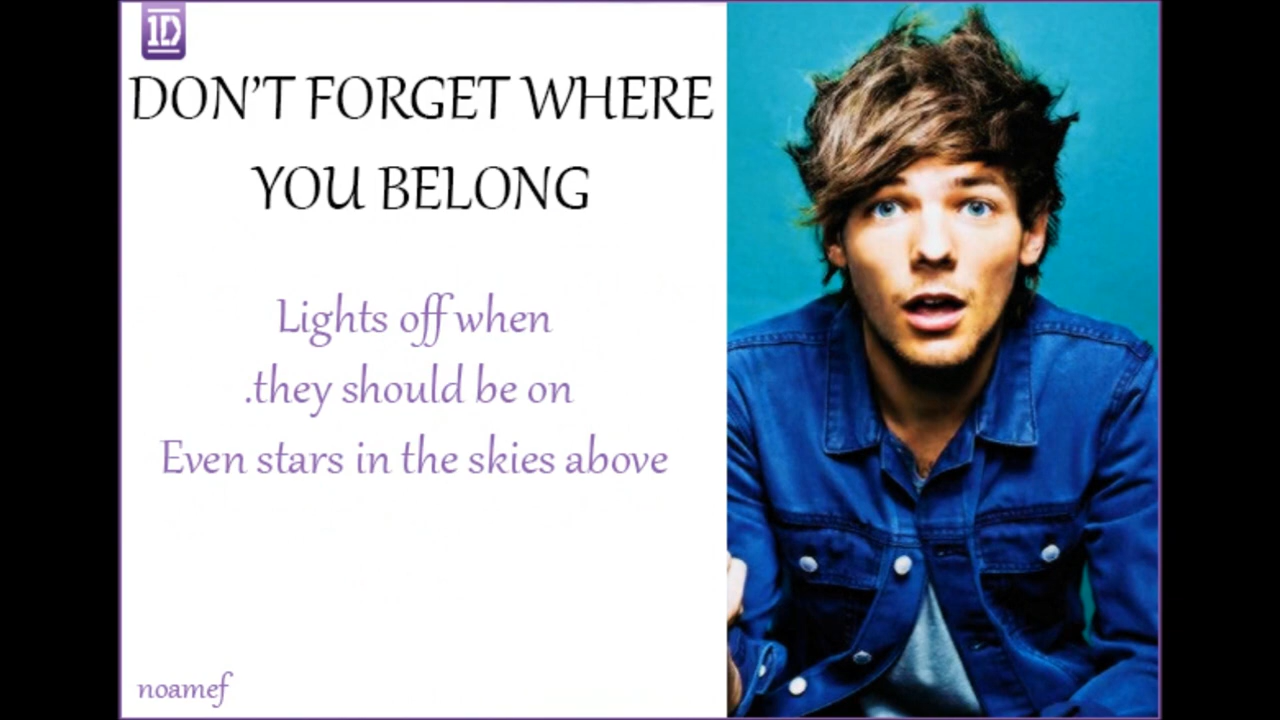 1D
DON'T FORGET WHERE
YOU BELONG
Lights off when
.they should be on
Even stars in the skies above
noamef